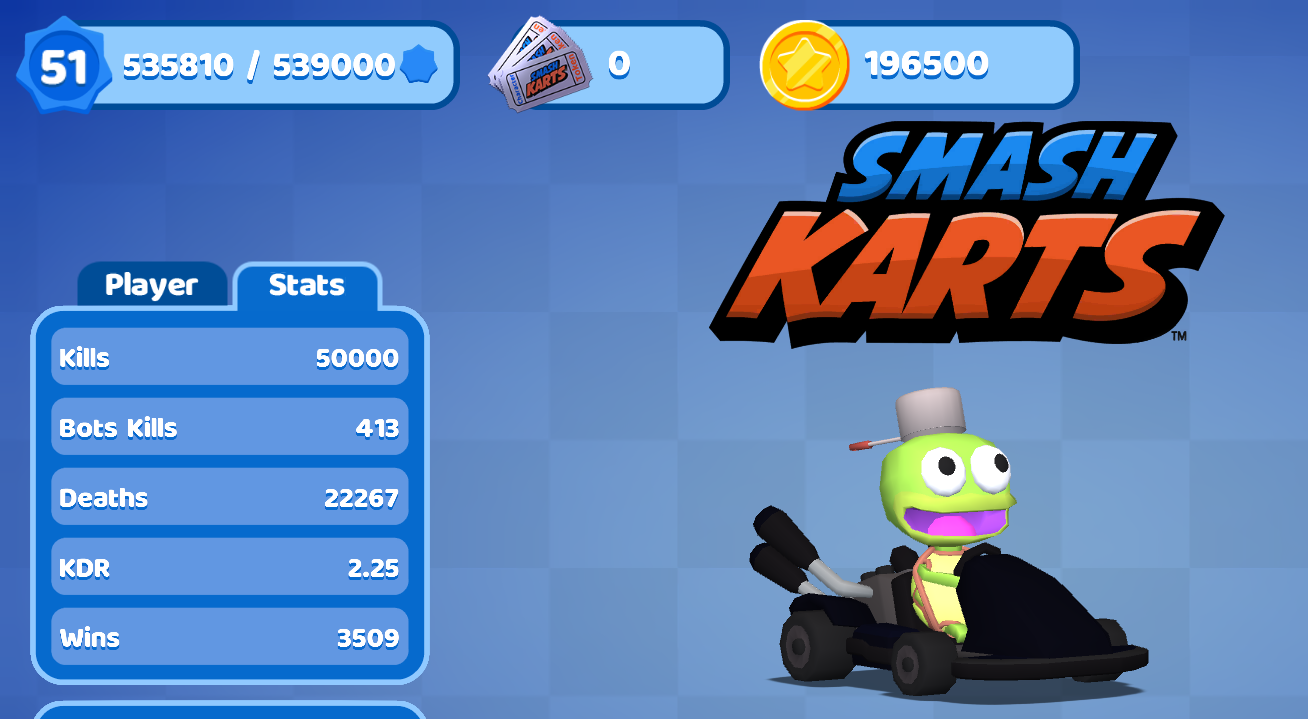 51 535810 / 539000 0 196500
SMASH
KARTS
TM
Player Stats
Kills 50000
Bots Kills 413
Deaths 22267
KDR 2.25
Wins 3509